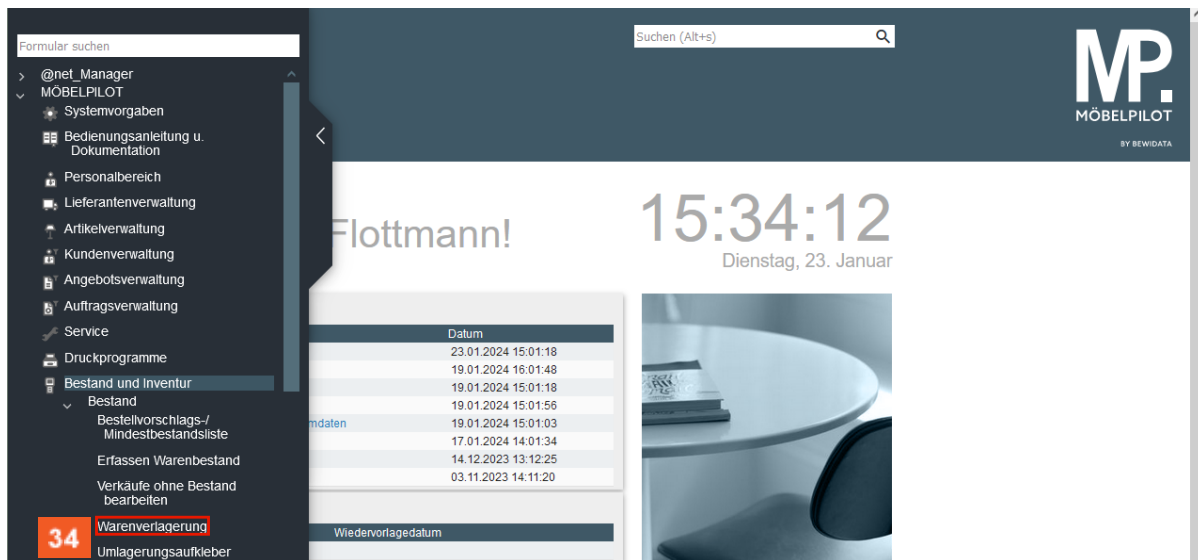 Formular suchen
@net_Manager
MÖBELPILOT
Systemvorgaben
Bedienungsanleitung u.
Dokumentation
Personalbereich
Lieferantenverwaltung
Artikelverwaltung
Kundenverwaltung
Angebotsverwaltung
Auftragsverwaltung
Service
Druckprogramme
Bestand und Inventur
Bestand
Bestellvorschlags-/
Mindestbestandsliste
Erfassen Warenbestand
Verkäufe ohne Bestand
bearbeiten
34 Warenverlagerung
Umlagerungsaufkleber
Suchen (Alt+s)
MP.
MÖBELPILOT
BY BEWIDATA
Flottmann!
15:34:12
Dienstag, 23. Januar
Datum
23.01.2024 15:01:18
19.01.2024 16:01:48
19.01.2024 15:01:18
19.01.2024 15:01:56
mdaten 19.01.2024 15:01:03
17.01.2024 14:01:34
14.12.2023 13:12:25
03.11.2023 14:11:20
Wiedervorlagedatum